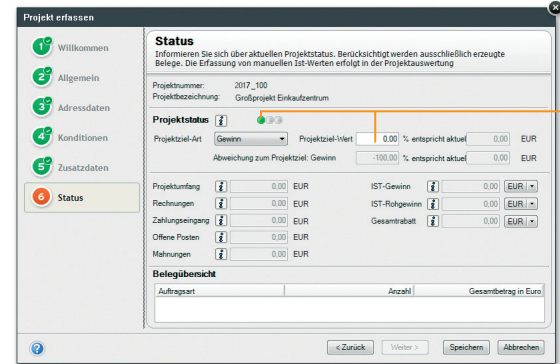 Projekt erfassen
1 Willkommen
2 Allgemein
3 Adressdaten
4 Konditionen
5 Zusatzdaten
6 Status
Status
Informieren Sie sich über aktuellen Projektstatus. Berücksichtigt werden ausschließlich erzeugte
Belege. Die Erfassung von manuellen Ist-Werten erfolgt in der Projektauswertung
Projektnummer: 2017_100
Projektbezeichnung: Großprojekt Einkaufzentrum
Projektstatus
Projektziel-Art Gewinn Projektziel-Wert 0.00 % entspricht aktuel 0,00 EUR
Abweichung zum Projektziel: Gewinn -100,00 % entspricht aktuel 0,00 EUR
Projektumfang 0,00 EUR IST-Gewinn 0,00 EUR
Rechnungen 0,00 EUR IST-Rohgewinn 0,00 EUR
Zahlungseingang 0,00 EUR Gesamtrabatt 0,00 EUR
Offene Posten 0,00 EUR
Mahnungen 0,00 EUR
Belegübersicht
Auftragsart Anzahl Gesamtbetrag in Euro
< Zurück Weiter > Speichern Abbrechen